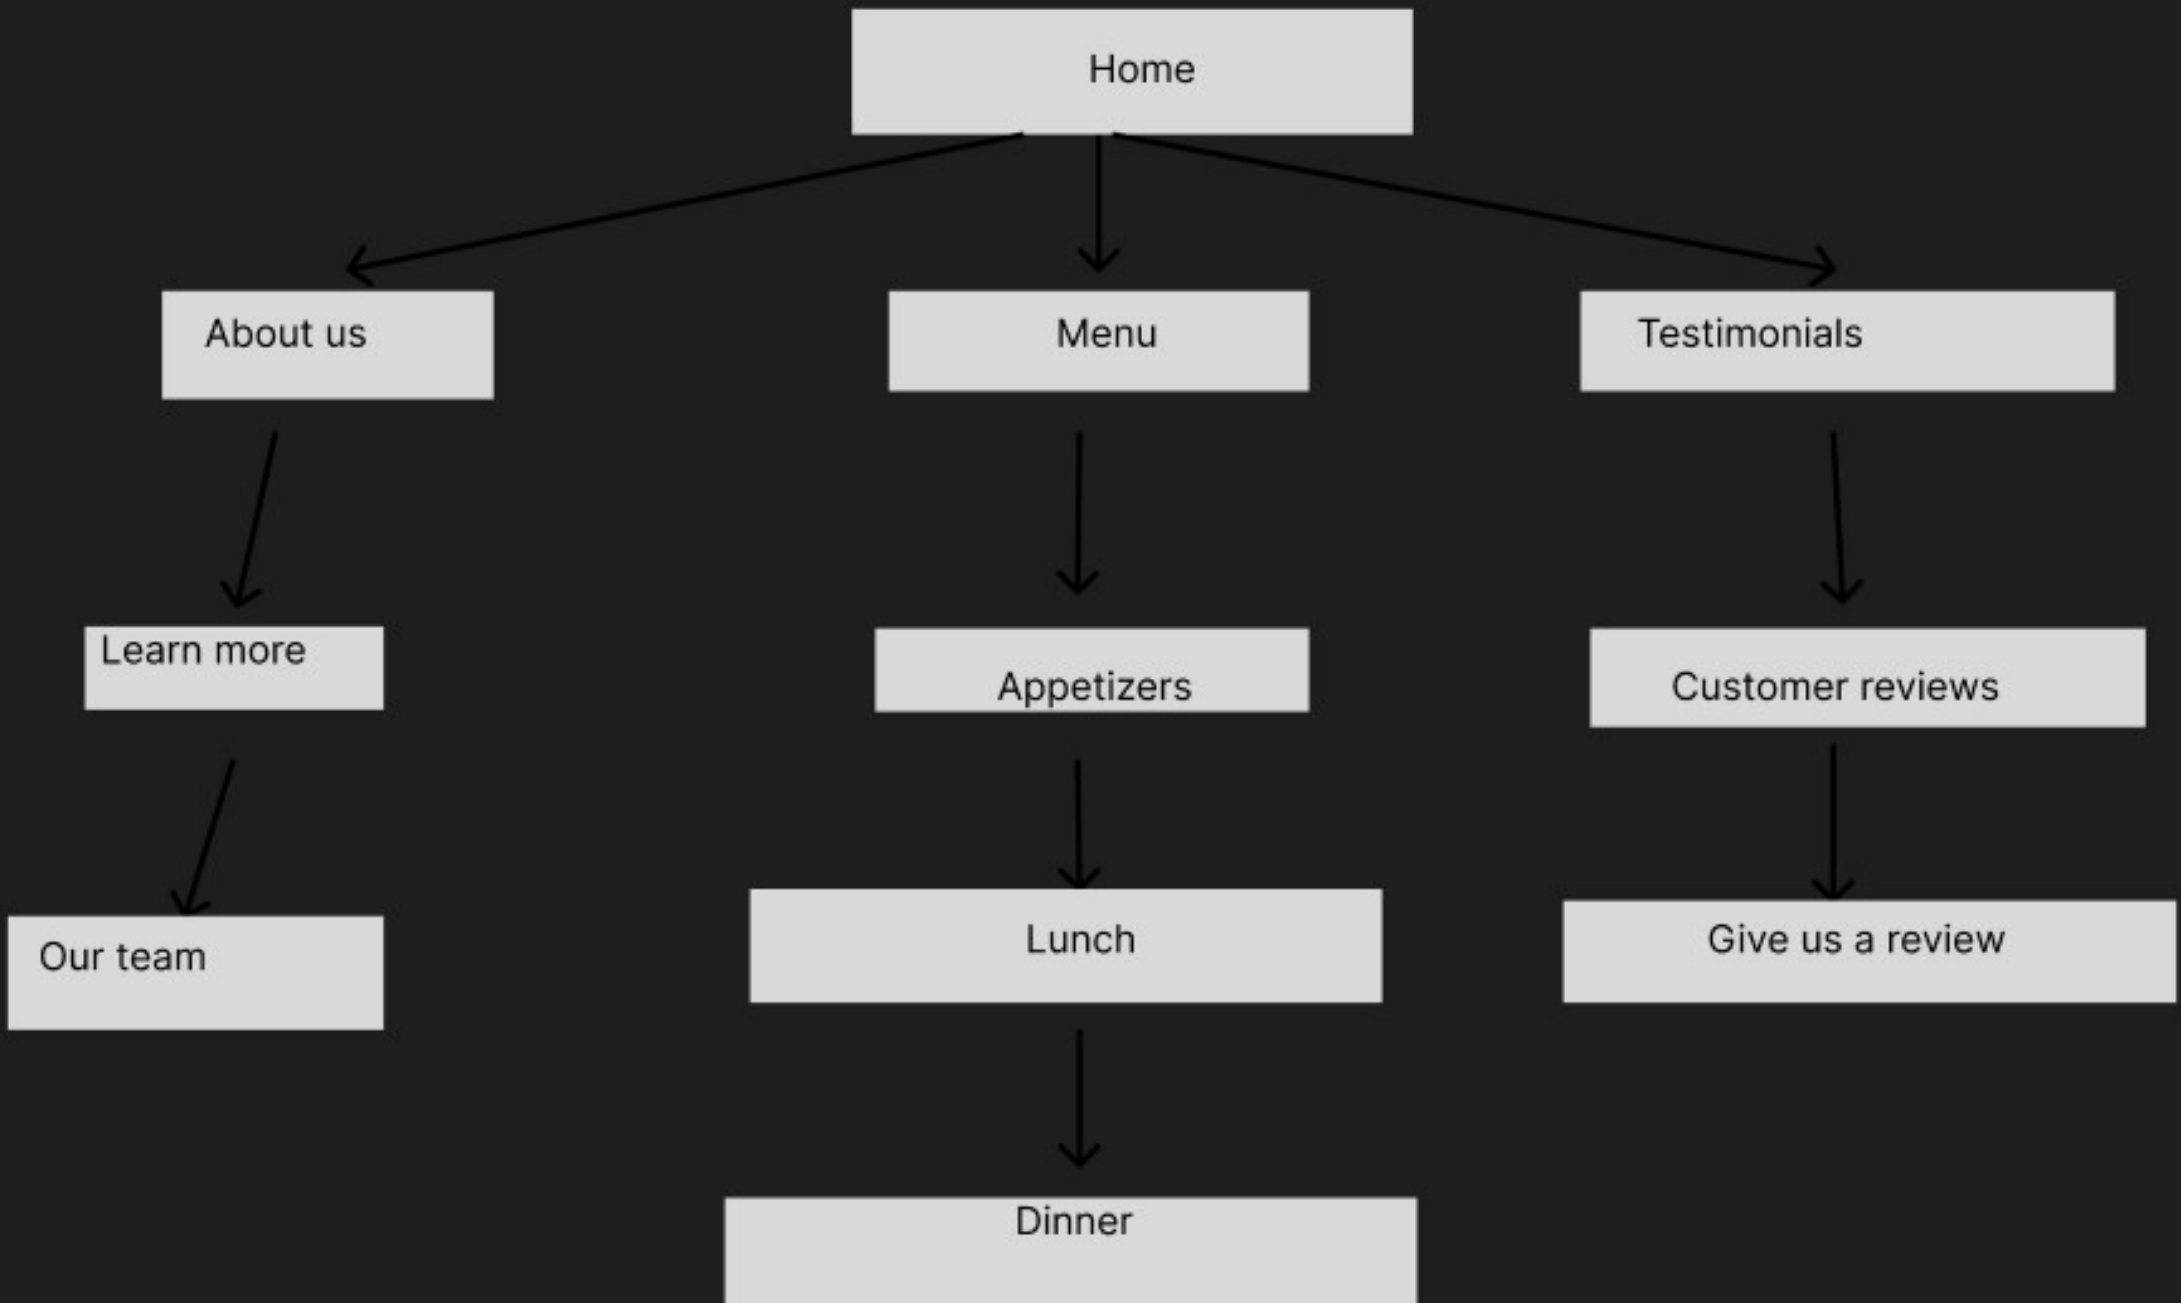 Home
About us
Menu
Testimonials
Learn more
Appetizers
Customer reviews
Our team
Lunch
Give us a review
Dinner